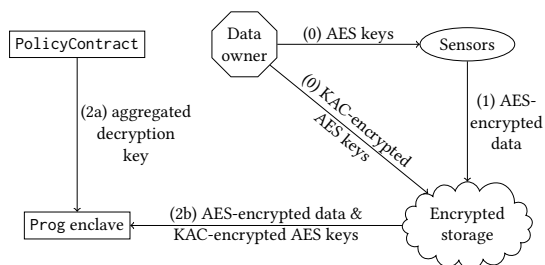 PolicyContract
Data
owner
(0) AES keys
Sensors
(2a) aggregated
decryption
key
(0) KAC-encrypted
AES keys
(1) AES-
encrypted
data
Prog enclave
(2b) AES-encrypted data &
KAC-encrypted AES keys
Encrypted
storage